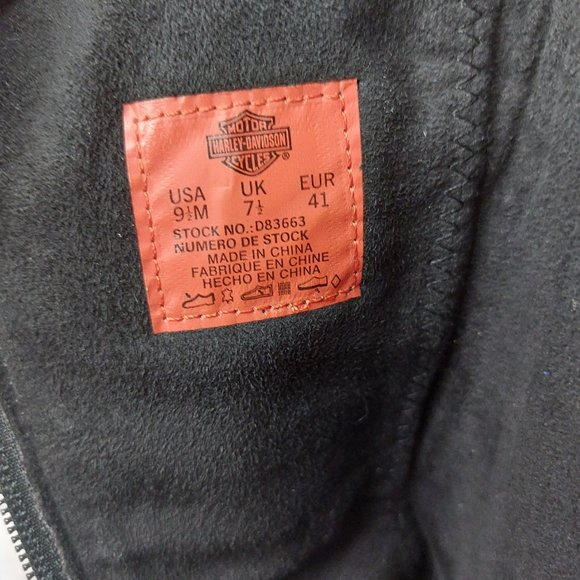 MOTOR
HARLEY-DAVIDSON
CYCLES®
USA UK EUR
9½M 7½ 41
STOCK NO.:D83663
NUMERO DE STOCK
MADE IN CHINA
FABRIQUE EN CHINE
HECHO EN CHINA